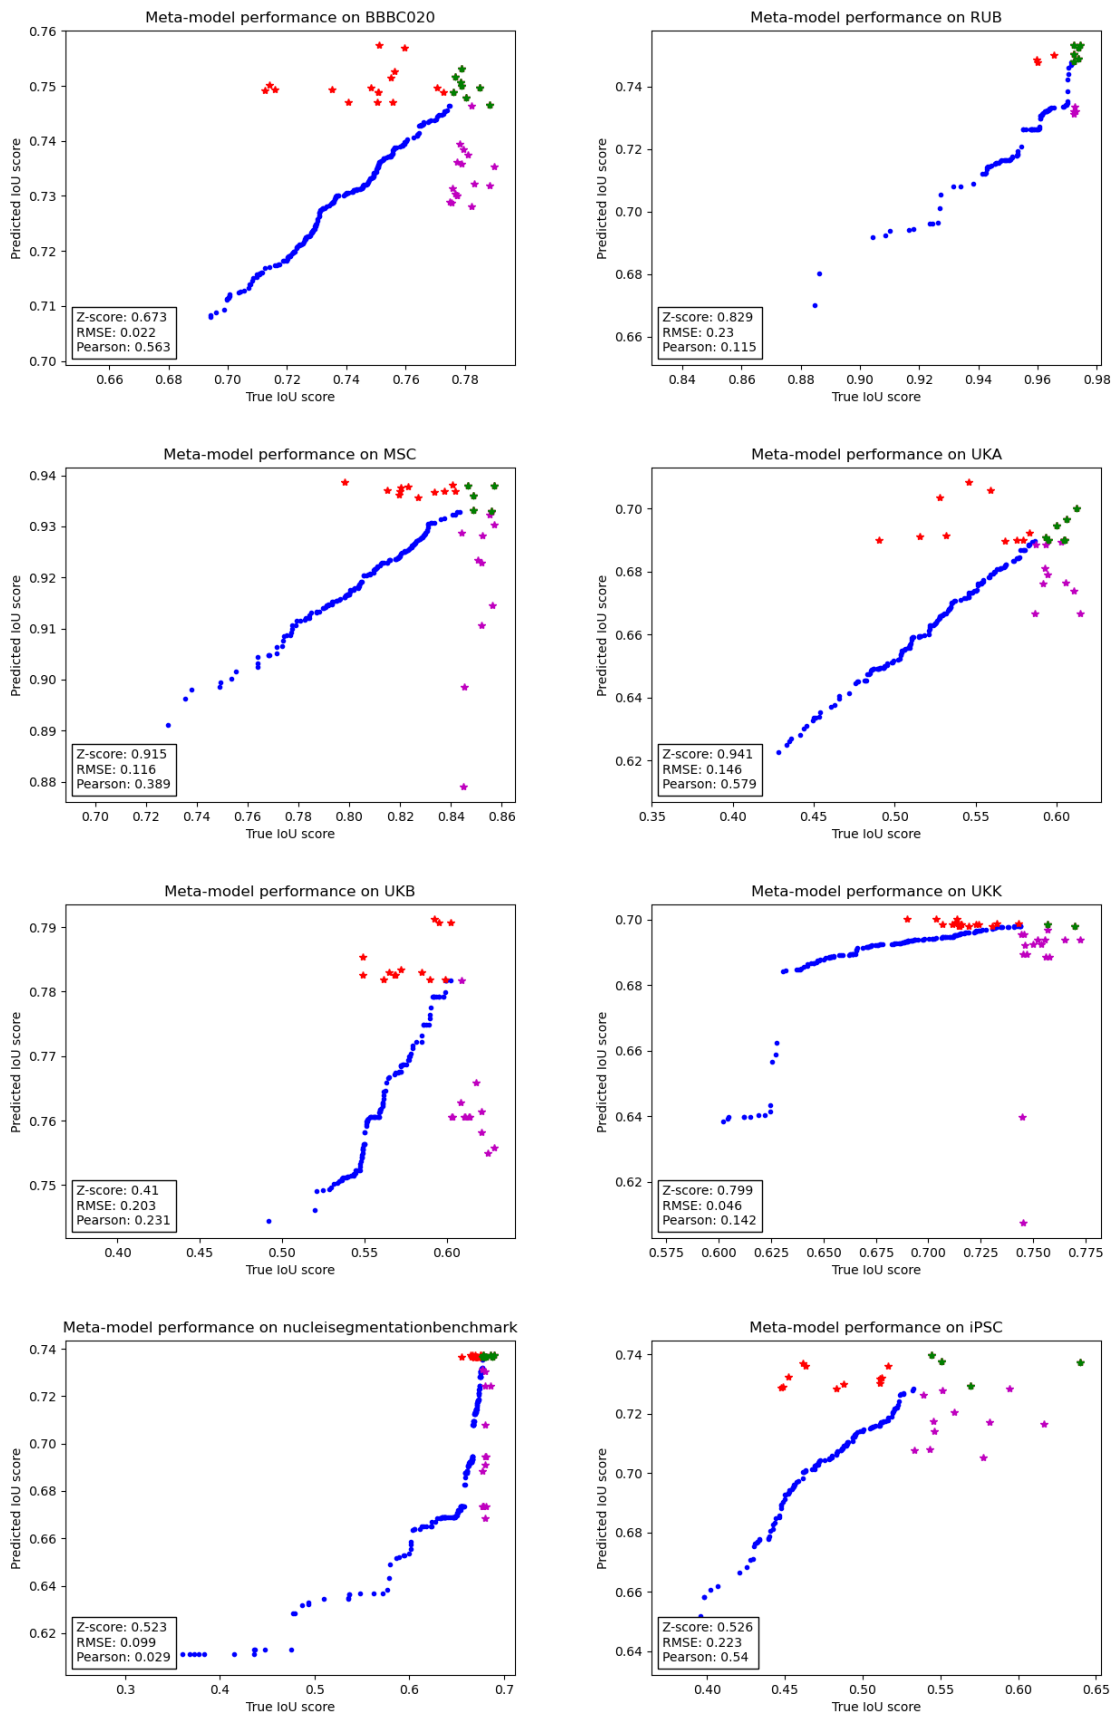 Meta-model performance on BBBC020
0.76
0.75
0.74
0.73
0.72
0.71
0.70
Predicted IoU score
Z-score: 0.673
RMSE: 0.022
Pearson: 0.563
0.66 0.68 0.70 0.72 0.74 0.76 0.78
True IoU score
Meta-model performance on RUB
0.74
0.72
0.70
0.68
0.66
Predicted IoU score
Z-score: 0.829
RMSE: 0.23
Pearson: 0.115
0.84 0.86 0.88 0.90 0.92 0.94 0.96 0.98
True IoU score
Meta-model performance on MSC
0.94
0.93
0.92
0.91
0.90
0.89
0.88
Predicted IoU score
Z-score: 0.915
RMSE: 0.116
Pearson: 0.389
0.70 0.72 0.74 0.76 0.78 0.80 0.82 0.84 0.86
True IoU score
Meta-model performance on UKA
0.70
0.68
0.66
0.64
0.62
Predicted IoU score
Z-score: 0.941
RMSE: 0.146
Pearson: 0.579
0.35 0.40 0.45 0.50 0.55 0.60
True IoU score
Meta-model performance on UKB
0.79
0.78
0.77
0.76
0.75
Predicted IoU score
Z-score: 0.41
RMSE: 0.203
Pearson: 0.231
0.40 0.45 0.50 0.55 0.60
True IoU score
Meta-model performance on UKK
0.70
0.68
0.66
0.64
0.62
Predicted IoU score
Z-score: 0.799
RMSE: 0.046
Pearson: 0.142
0.575 0.600 0.625 0.650 0.675 0.700 0.725 0.750 0.775
True IoU score
Meta-model performance on nucleisegmentationbenchmark
0.74
0.72
0.70
0.68
0.66
0.64
0.62
Predicted IoU score
Z-score: 0.523
RMSE: 0.099
Pearson: 0.029
0.3 0.4 0.5 0.6 0.7
True IoU score
Meta-model performance on iPSC
0.74
0.72
0.70
0.68
0.66
0.64
Predicted IoU score
Z-score: 0.526
RMSE: 0.223
Pearson: 0.54
0.40 0.45 0.50 0.55 0.60 0.65
True IoU score